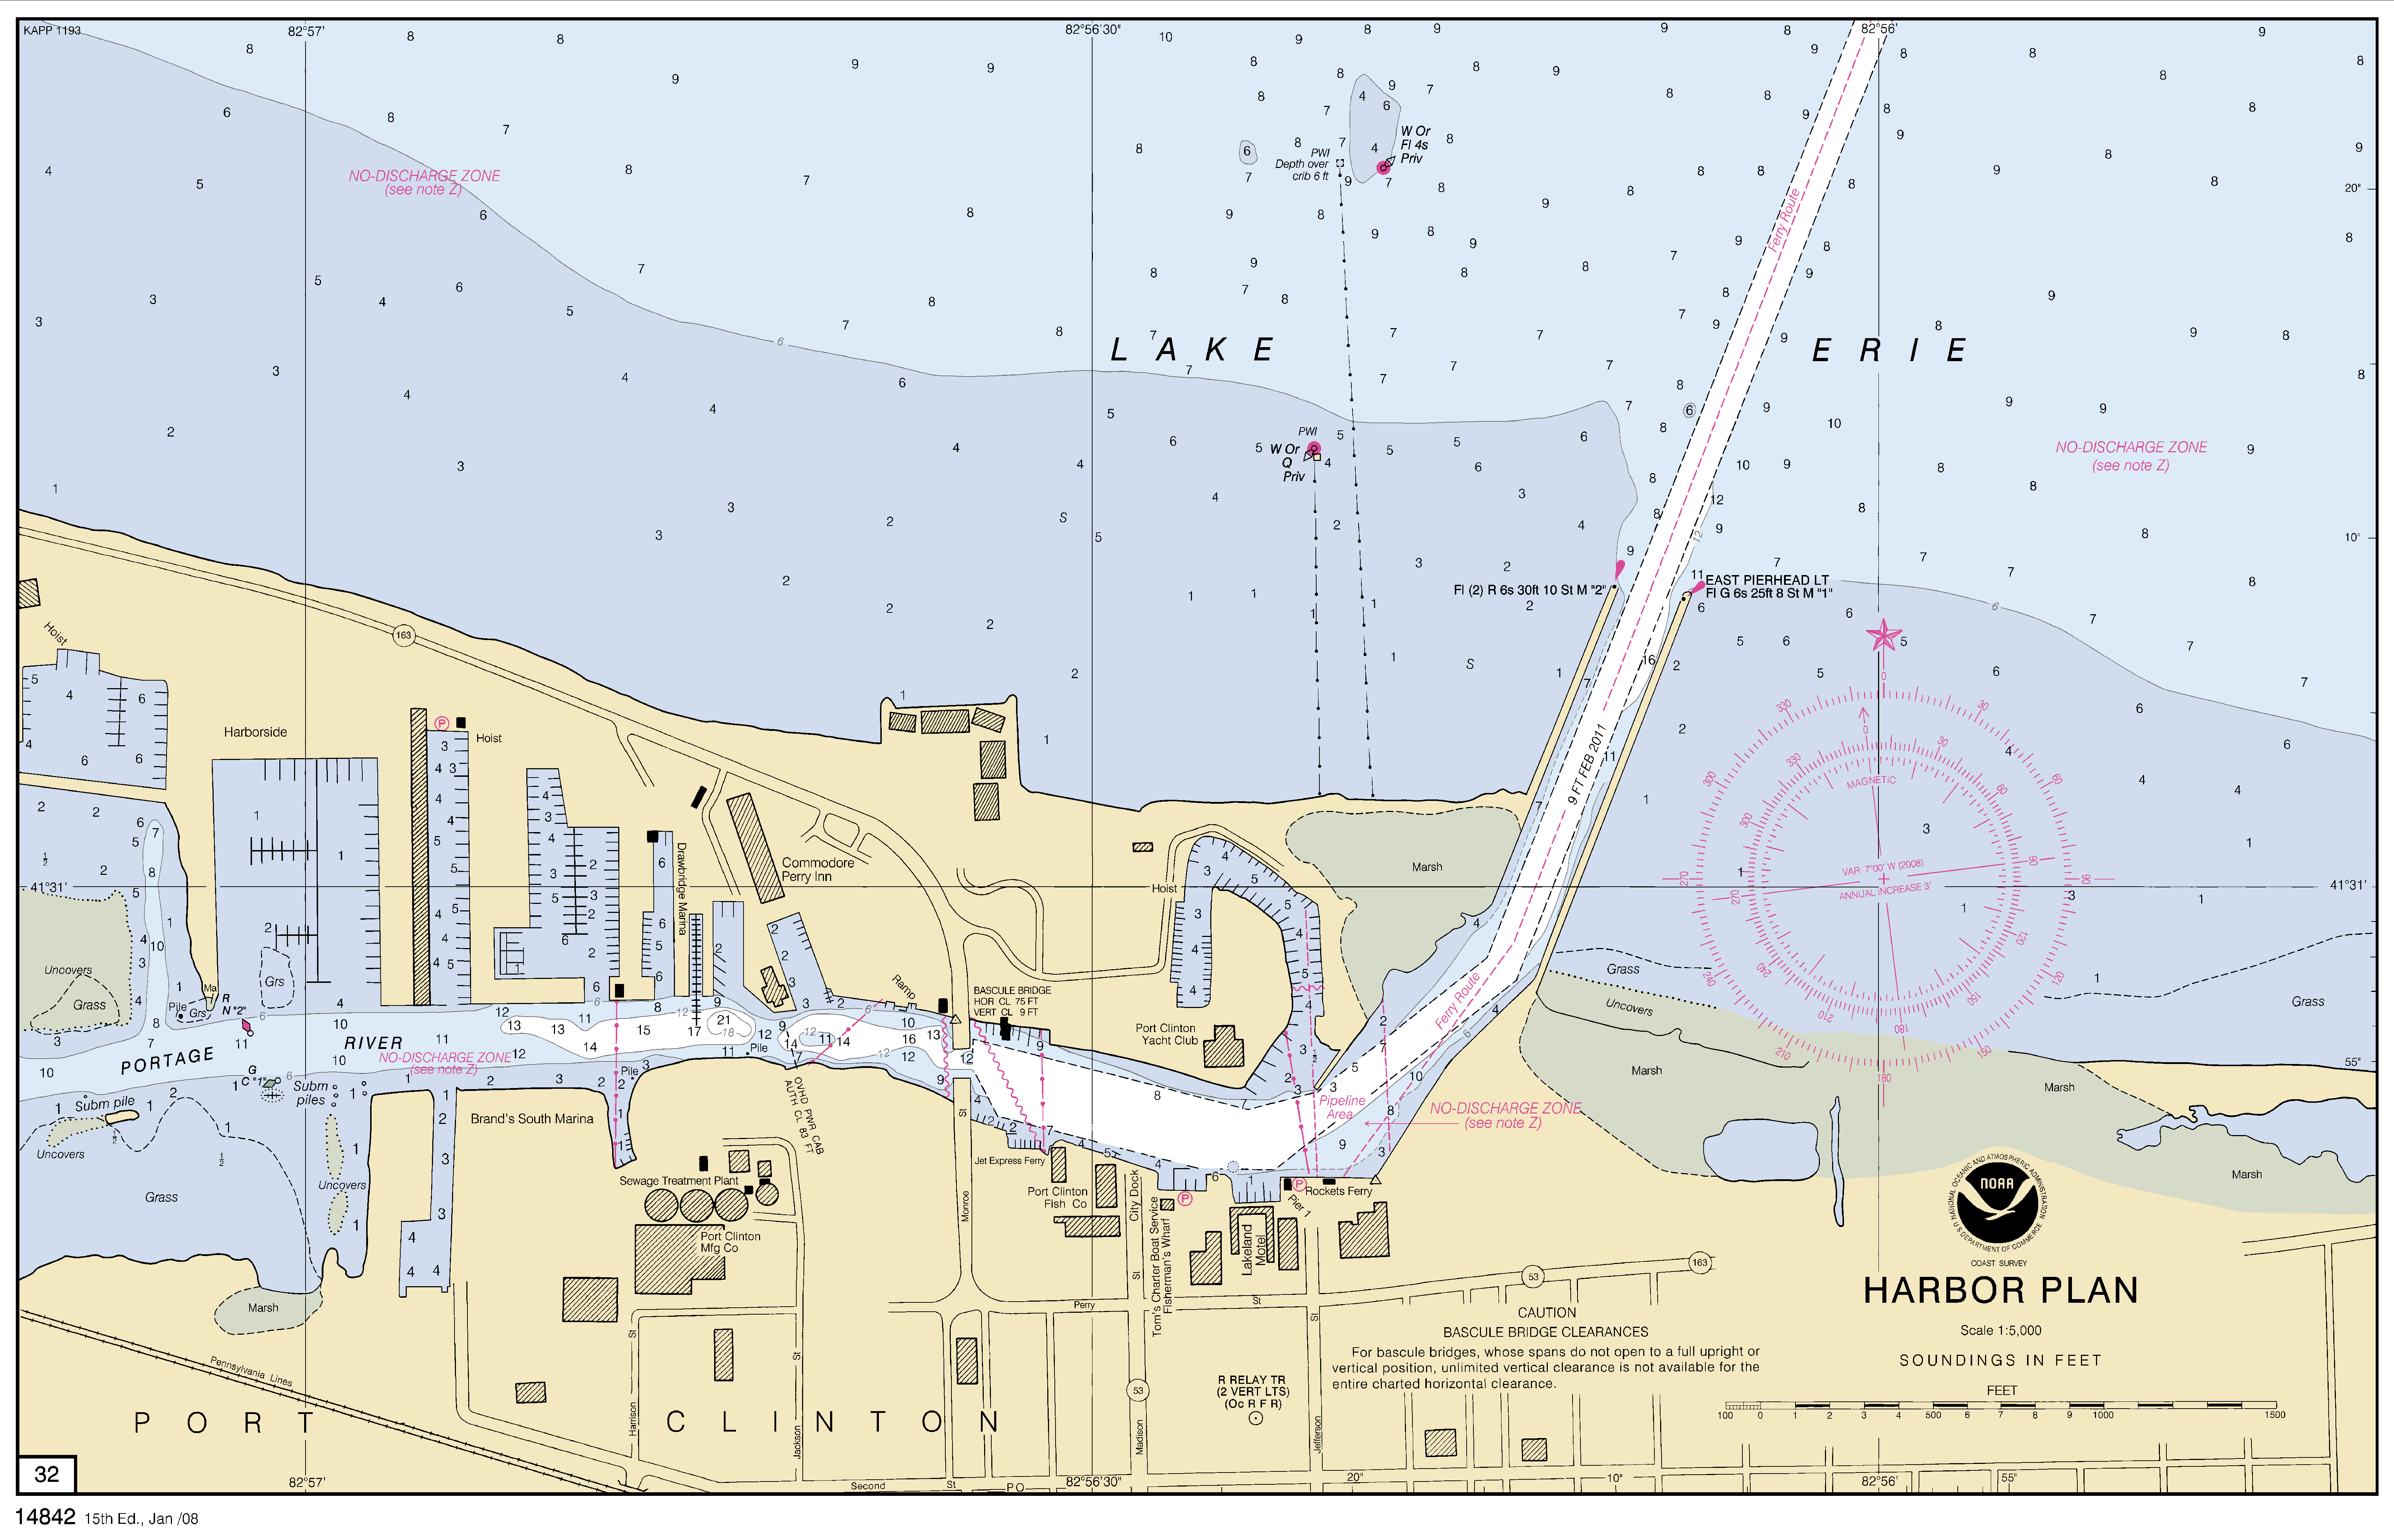 KAPP 1193
82°57'
82°56'30"
82°56'
NO-DISCHARGE ZONE
(see note Z)
W Or
Fl 4s
Priv
PWI
Depth over
crib 6 ft
Ferry Route
20"
LAKE ERIE
PWI
W Or
Q
Priv
NO-DISCHARGE ZONE
(see note Z)
S
10"
Fl (2) R 6s 30ft 10 St M "2"
EAST PIERHEAD LT
Fl G 6s 25ft 8 St M "1"
S
Hoist
163
Harborside
Hoist
P
9 FT FEB 2011
MAGNETIC
VAR 7°00' W (2008)
ANNUAL INCREASE 3'
Commodore
Perry Inn
Drawbridge Marina
Marsh
41°31'
Hoist
41°31'
Uncovers
Grass
Grs
Ma
Pile
Grs
R
N "2"
Ramp
BASCULE BRIDGE
HOR CL 75 FT
VERT CL 9 FT
Port Clinton
Yacht Club
Ferry Route
Grass
Uncovers
Grass
PORTAGE RIVER
NO-DISCHARGE ZONE
(see note Z)
Pile
Pile
G
C "1"
Subm
piles
Subm pile
Uncovers
Brand's South Marina
OVHD PWR CAB
AUTH CL 83 FT
Pipeline
Area
NO-DISCHARGE ZONE
(see note Z)
Marsh
Marsh
55"
Marsh
Grass
Uncovers
Sewage Treatment Plant
Jet Express Ferry
Port Clinton
Fish Co
City Dock
Tom's Charter Boat Service
Fisherman's Wharf
P
P
Rockets Ferry
Pier 1
Lakeland
Motel
Port Clinton
Mfg Co
Monroe
St
Marsh
Pennsylvania Lines
Perry
St
St
St
St
St
53
163
NATIONAL OCEANIC AND ATMOSPHERIC ADMINISTRATION
NOAA
U.S. DEPARTMENT OF COMMERCE
COAST SURVEY
HARBOR PLAN
Scale 1:5,000
SOUNDINGS IN FEET
FEET
100 0 1 2 3 4 500 6 7 8 9 1000 1500
CAUTION
BASCULE BRIDGE CLEARANCES
For bascule bridges, whose spans do not open to a full upright or
vertical position, unlimited vertical clearance is not available for the
entire charted horizontal clearance.
R RELAY TR
(2 VERT LTS)
(Oc R F R)
53
Harrison
Jackson
Madison
Jefferson
PORT CLINTON
32
82°57'
Second
St
P O
82°56'30"
20"
10"
82°56'
55"
14842 15th Ed., Jan /08